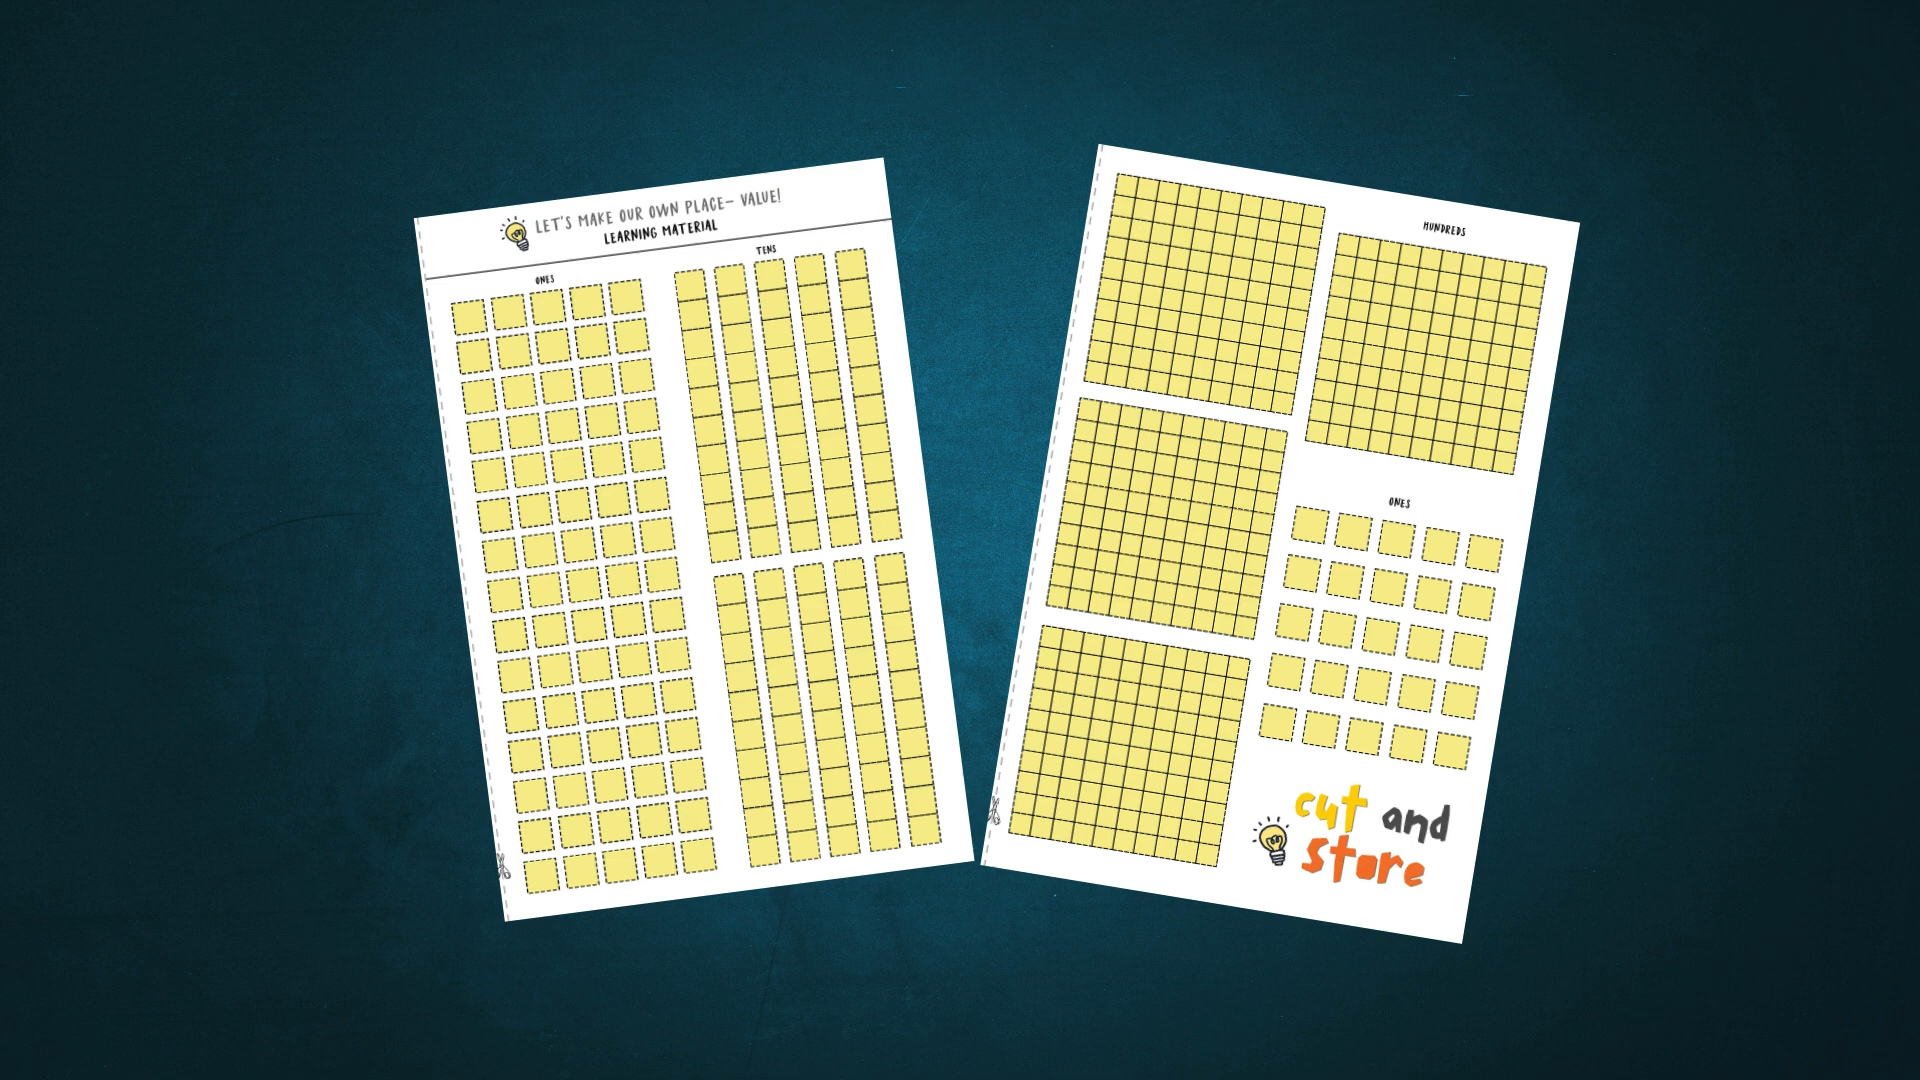 LET'S MAKE OUR OWN PLACE- VALUE!
LEARNING MATERIAL
ONES
TENS
HUNDREDS
ONES
cut and
store